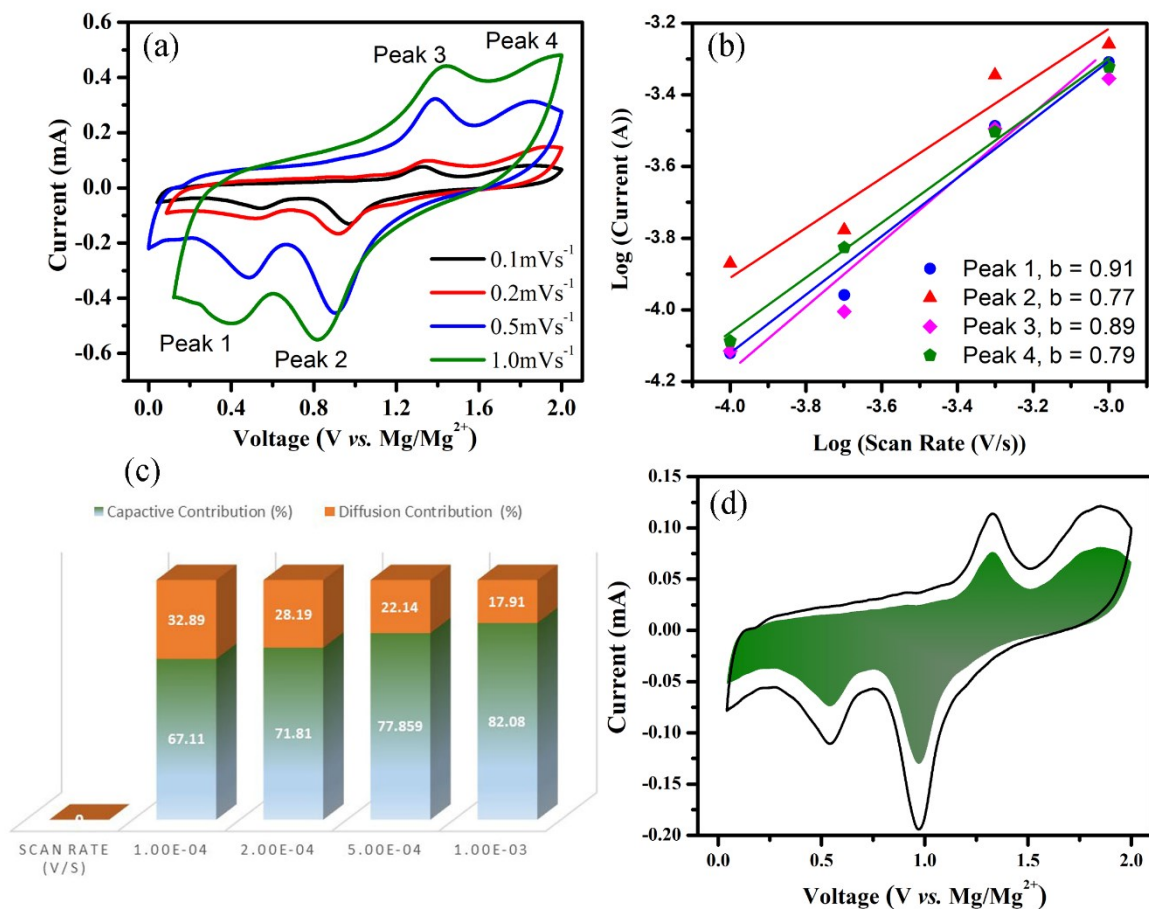 (a)
Peak 3
Peak 4
Peak 1
Peak 2
0.1mVs⁻¹
0.2mVs⁻¹
0.5mVs⁻¹
1.0mVs⁻¹
0.6
0.4
0.2
0.0
-0.2
-0.4
-0.6
Current (mA)
0.0 0.4 0.8 1.2 1.6 2.0
Voltage (V vs. Mg/Mg²⁺)
(b)
-3.2
-3.4
-3.6
-3.8
-4.0
-4.2
Log (Current (A))
Peak 1, b = 0.91
Peak 2, b = 0.77
Peak 3, b = 0.89
Peak 4, b = 0.79
-4.0 -3.8 -3.6 -3.4 -3.2 -3.0
Log (Scan Rate (V/s))
(c)
Capactive Contribution (%) Diffusion Contribution (%)
32.89 28.19 22.14 17.91
67.11 71.81 77.859 82.08
0
SCAN RATE 1.00E-04 2.00E-04 5.00E-04 1.00E-03
(V/S)
(d)
0.15
0.10
0.05
0.00
-0.05
-0.10
-0.15
-0.20
Current (mA)
0.0 0.5 1.0 1.5 2.0
Voltage (V vs. Mg/Mg²⁺)